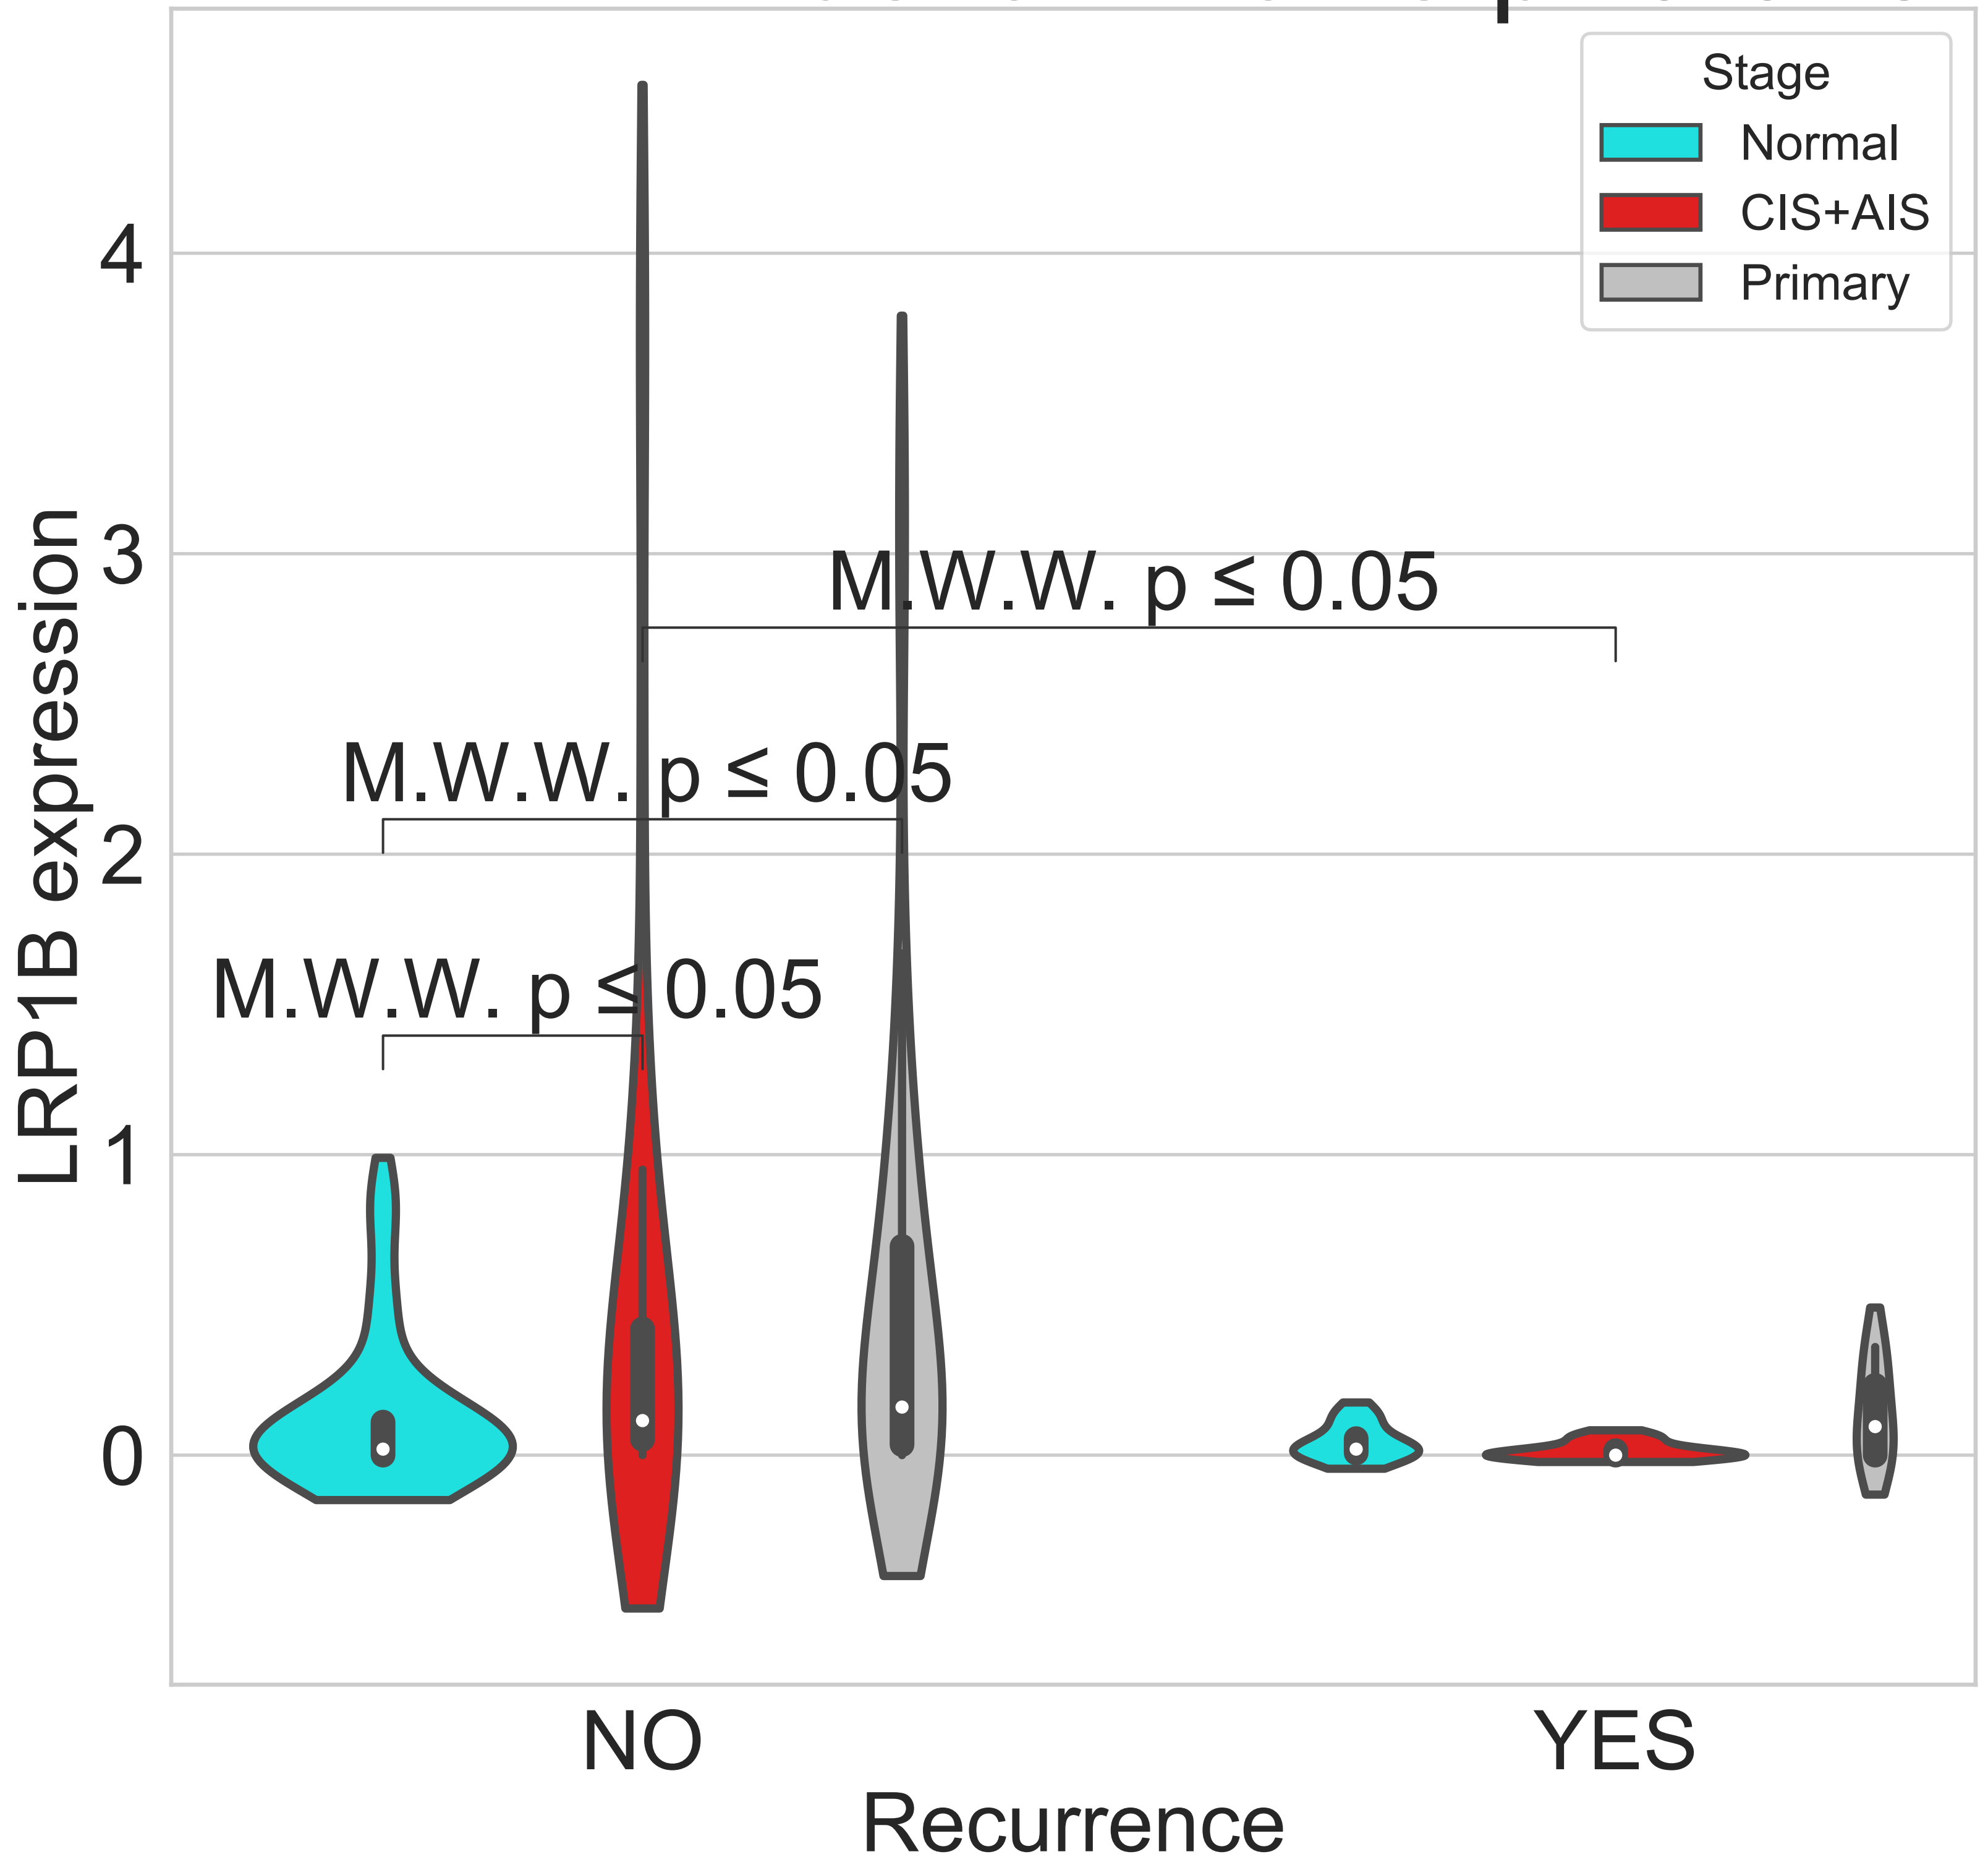 Stage
Normal
CIS+AIS
Primary
4
3
2
1
0
LRP1B expression
M.W.W. p ≤ 0.05
M.W.W. p ≤ 0.05
M.W.W. p ≤ 0.05
NO
YES
Recurrence